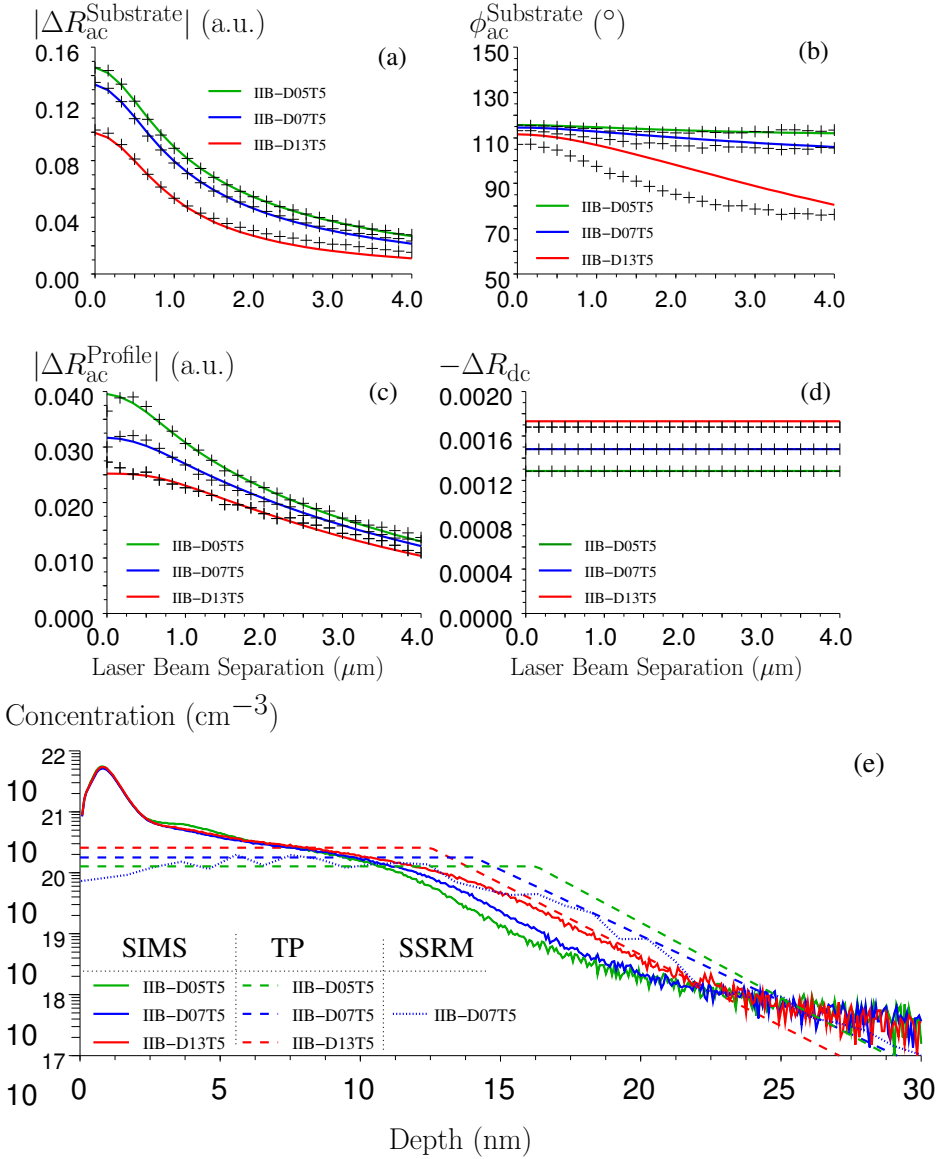 |ΔR_ac^Substrate| (a.u.)
(a)
0.16
0.12
0.08
0.04
0.00
IIB−D05T5
IIB−D07T5
IIB−D13T5
0.0 1.0 2.0 3.0 4.0
ϕ_ac^Substrate (°)
(b)
150
130
110
90
70
50
IIB−D05T5
IIB−D07T5
IIB−D13T5
0.0 1.0 2.0 3.0 4.0
|ΔR_ac^Profile| (a.u.)
(c)
0.040
0.030
0.020
0.010
0.000
IIB−D05T5
IIB−D07T5
IIB−D13T5
0.0 1.0 2.0 3.0 4.0
Laser Beam Separation (μm)
−ΔR_dc
(d)
0.0020
0.0016
0.0012
0.0008
0.0004
0.0000
IIB−D05T5
IIB−D07T5
IIB−D13T5
0.0 1.0 2.0 3.0 4.0
Laser Beam Separation (μm)
Concentration (cm⁻³)
(e)
10 22
10 21
10 20
10 19
10 18
10 17
SIMS TP SSRM
IIB−D05T5 IIB−D05T5
IIB−D07T5 IIB−D07T5 IIB−D07T5
IIB−D13T5 IIB−D13T5
0 5 10 15 20 25 30
Depth (nm)